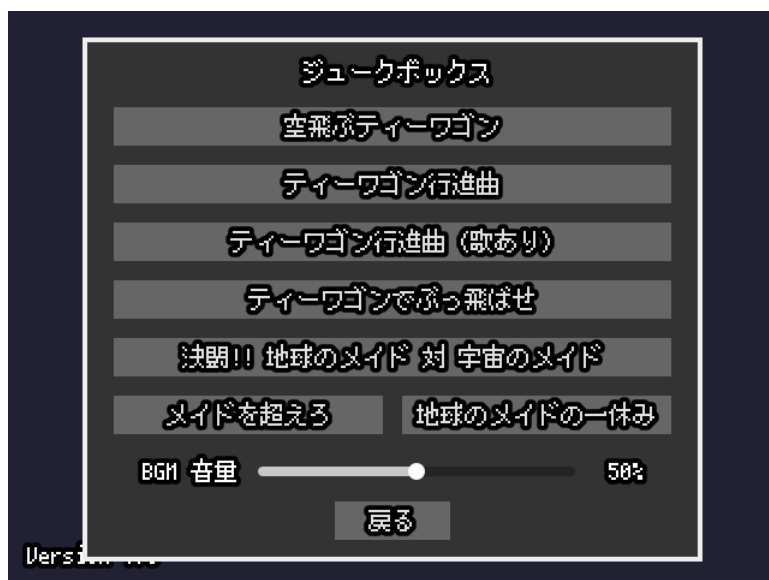 ジュークボックス
空飛ぶティーワゴン
ティーワゴン行進曲
ティーワゴン行進曲 (歌あり)
ティーワゴンでぶっ飛ばせ
決闘!! 地球のメイド 対 宇宙のメイド
メイドを超えろ 地球のメイドの一休み
BGM 音量 50%
戻る